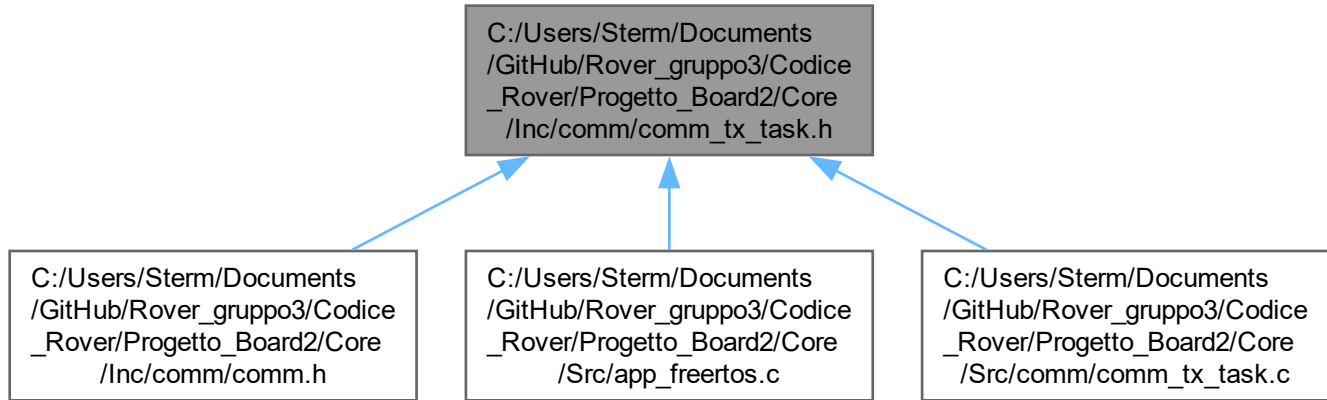 C:/Users/Sterm/Documents
/GitHub/Rover_gruppo3/Codice
_Rover/Progetto_Board2/Core
/Inc/comm/comm_tx_task.h
C:/Users/Sterm/Documents
/GitHub/Rover_gruppo3/Codice
_Rover/Progetto_Board2/Core
/Inc/comm/comm.h
C:/Users/Sterm/Documents
/GitHub/Rover_gruppo3/Codice
_Rover/Progetto_Board2/Core
/Src/app_freertos.c
C:/Users/Sterm/Documents
/GitHub/Rover_gruppo3/Codice
_Rover/Progetto_Board2/Core
/Src/comm/comm_tx_task.c